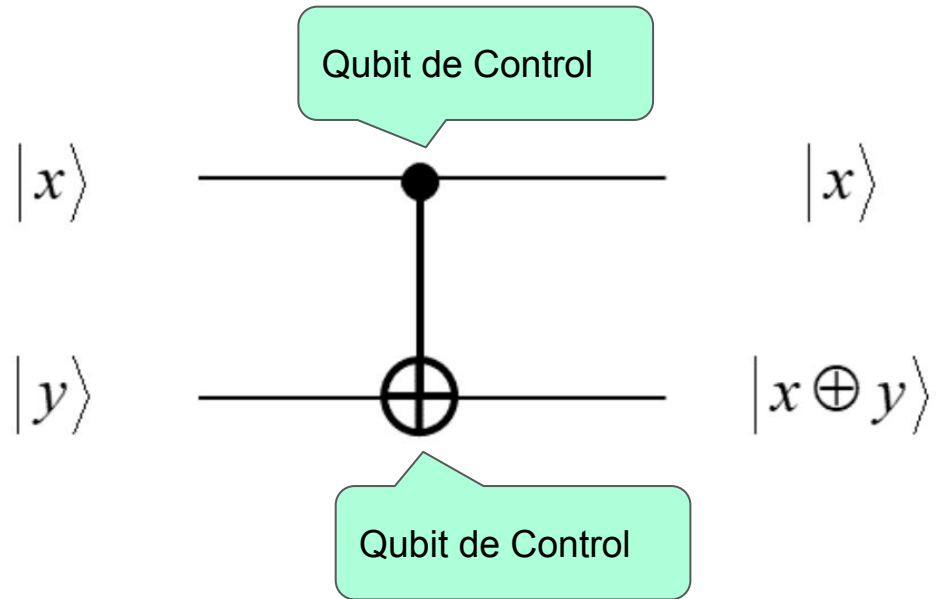 Qubit de Control
|x⟩ |x⟩
|y⟩ |x ⊕ y⟩
Qubit de Control